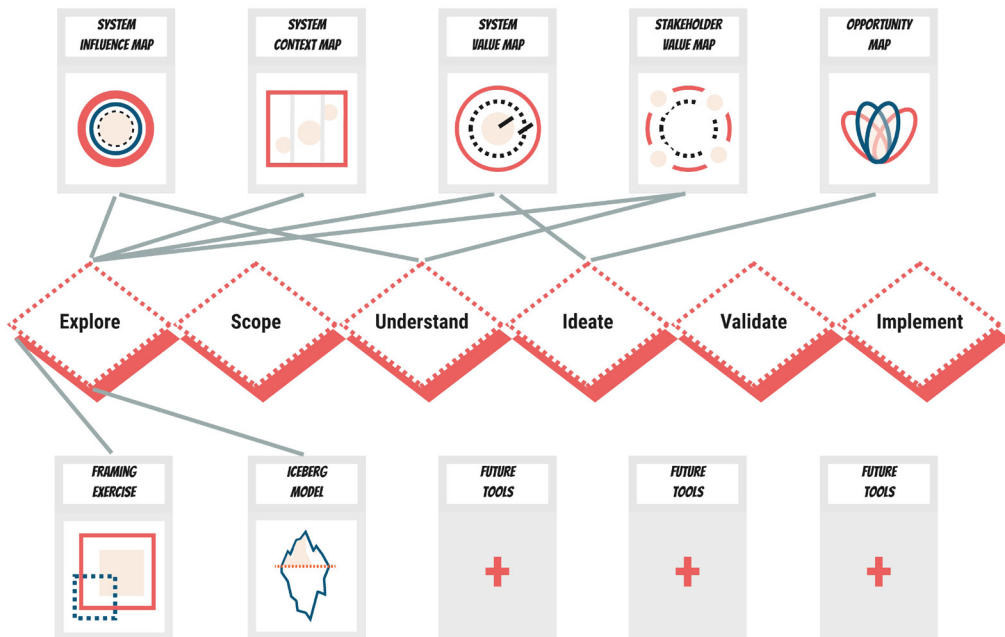 SYSTEM
INFLUENCE MAP
SYSTEM
CONTEXT MAP
SYSTEM
VALUE MAP
STAKEHOLDER
VALUE MAP
OPPORTUNITY
MAP
Explore
Scope
Understand
Ideate
Validate
Implement
FRAMING
EXERCISE
ICEBERG
MODEL
FUTURE
TOOLS
FUTURE
TOOLS
FUTURE
TOOLS